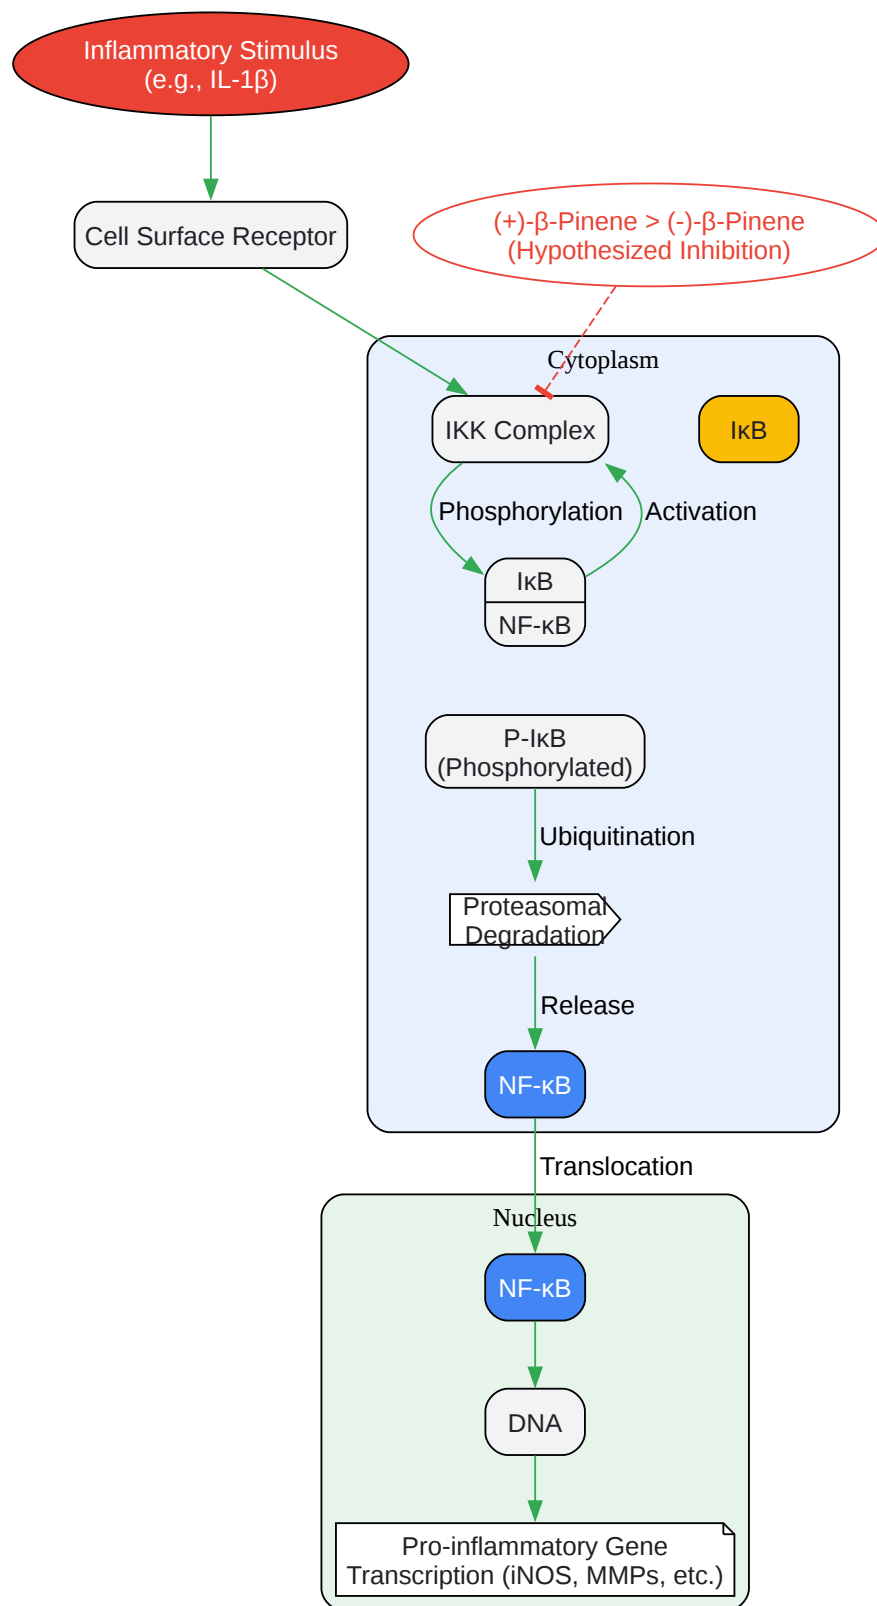 Inflammatory Stimulus
(e.g., IL-1β)
Cell Surface Receptor
(+)-β-Pinene > (-)-β-Pinene
(Hypothesized Inhibition)
Cytoplasm
IKK Complex
IκB
Phosphorylation
Activation
IκB
NF-κB
P-IκB
(Phosphorylated)
Ubiquitination
Proteasomal
Degradation
Release
NF-κB
Translocation
Nucleus
NF-κB
DNA
Pro-inflammatory Gene
Transcription (iNOS, MMPs, etc.)